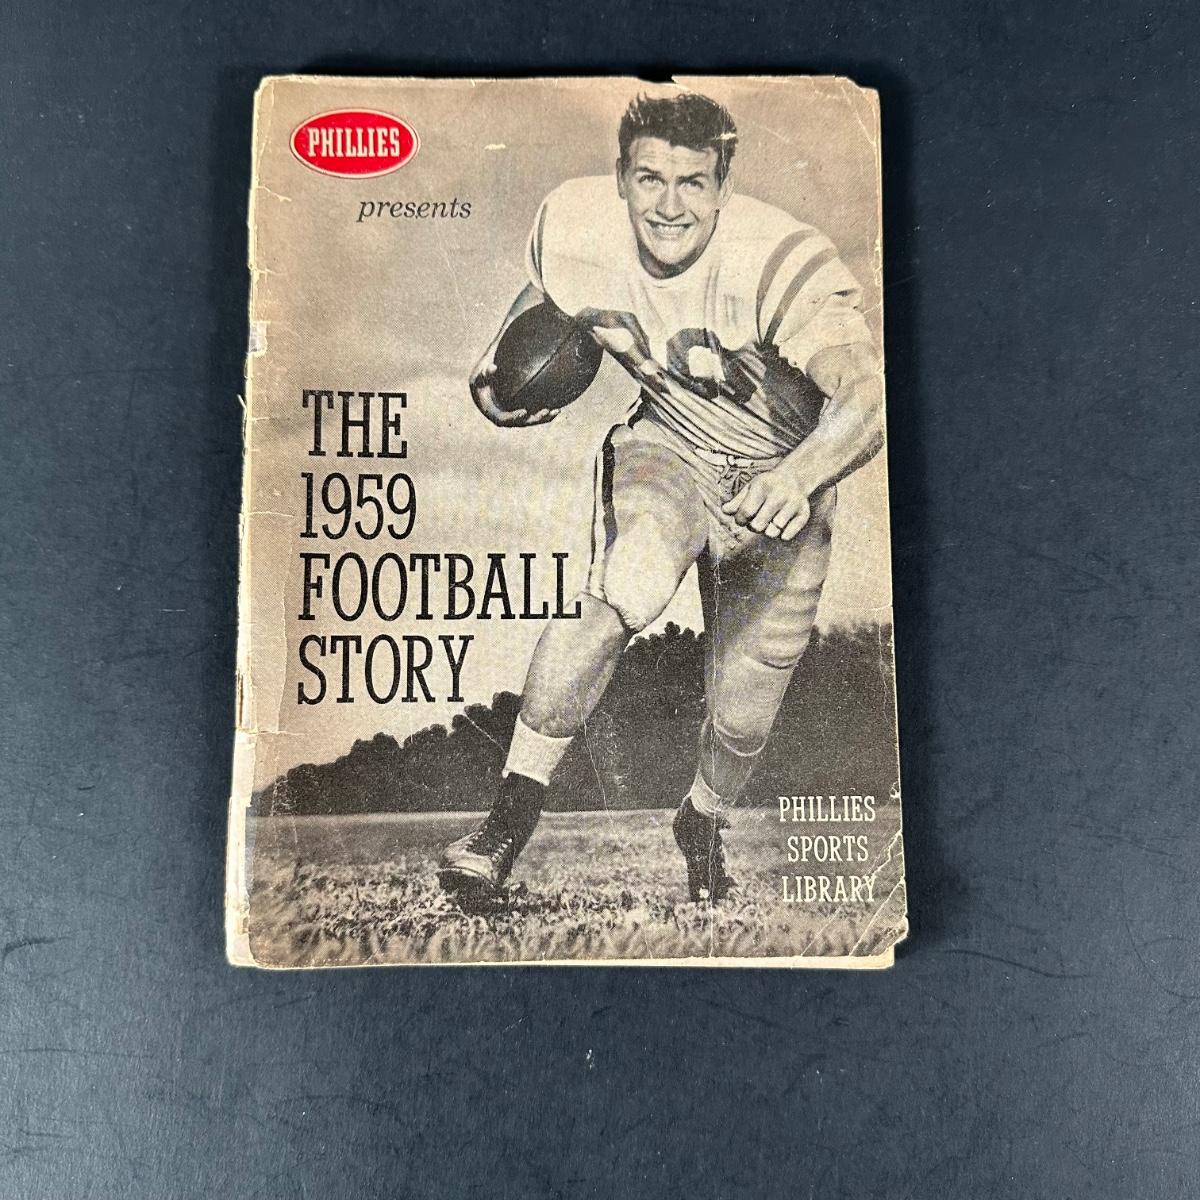 PHILLIES
presents
THE
1959
FOOTBALL
STORY
PHILLIES
SPORTS
LIBRARY